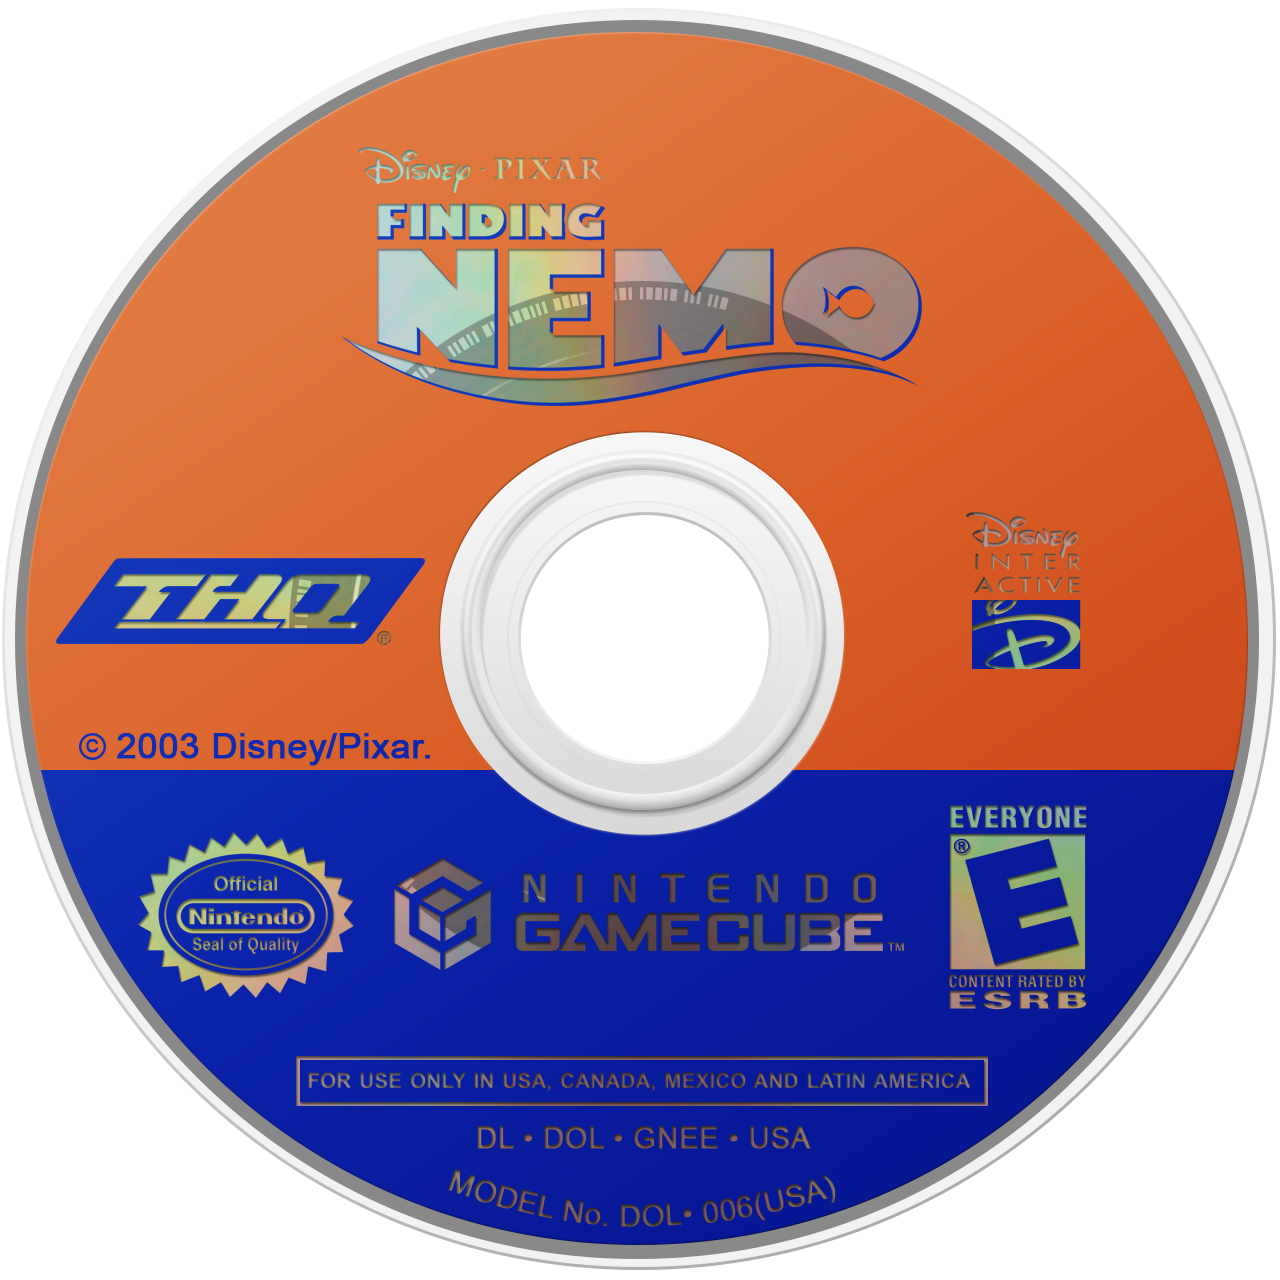 Disney · PIXAR
FINDING
NEMO
Disney
INTER
ACTIVE
D
THQ®
© 2003 Disney/Pixar.
EVERYONE
®
E
CONTENT RATED BY
ESRB
Official
Nintendo®
Seal of Quality
NINTENDO
GAMECUBE™
FOR USE ONLY IN USA, CANADA, MEXICO AND LATIN AMERICA
DL • DOL • GNEE • USA
MODEL No. DOL• 006(USA)